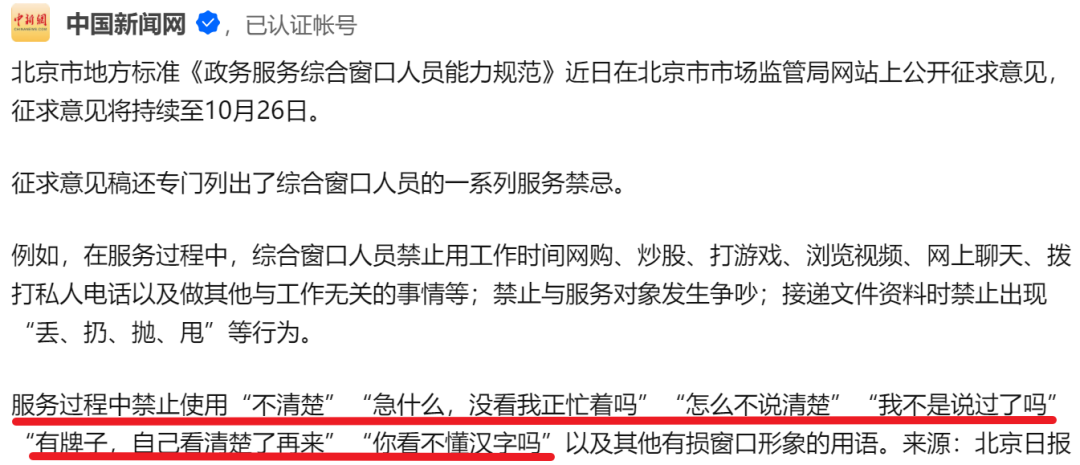 中新网
中国新闻网，已认证帐号
北京市地方标准《政务服务综合窗口人员能力规范》近日在北京市市场监管局网站上公开征求意见，
征求意见将持续至10月26日。
征求意见稿还专门列出了综合窗口人员的一系列服务禁忌。
例如，在服务过程中，综合窗口人员禁止用工作时间网购、炒股、打游戏、浏览视频、网上聊天、拨
打私人电话以及做其他与工作无关的事情等；禁止与服务对象发生争吵；接递文件资料时禁止出现
“丢、扔、抛、甩”等行为。
服务过程中禁止使用“不清楚”“急什么，没看我正忙着吗”“怎么不说清楚”“我不是说过了吗”
“有牌子，自己看清楚了再来”“你看不懂汉字吗”以及其他有损窗口形象的用语。来源：北京日报